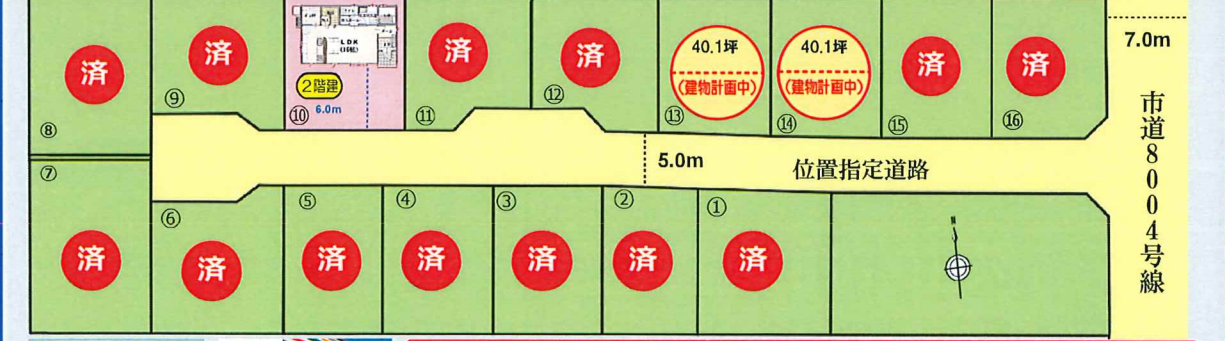 済
⑧
済
⑨
LDK
2階建
⑩
6.0m
済
⑪
済
⑫
40.1坪
(建物計画中)
⑬
40.1坪
(建物計画中)
⑭
済
⑮
済
⑯
7.0m
市道8004号線
5.0m
位置指定道路
⑦
済
⑥
済
⑤
済
④
済
③
済
②
済
①
済
N